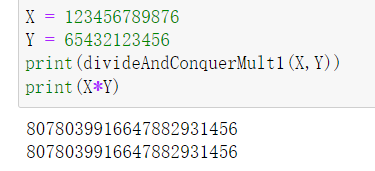 X = 123456789876
Y = 65432123456
print(divideAndConquerMult1(X,Y))
print(X*Y)
8078039916647882931456
8078039916647882931456